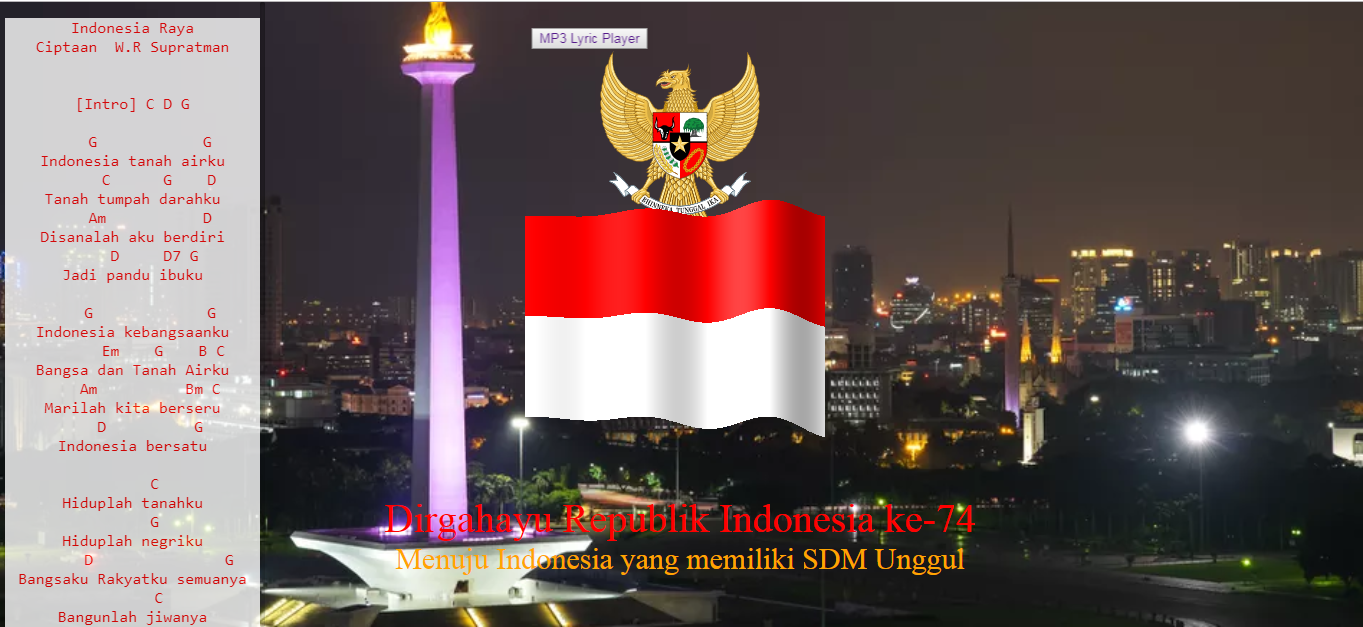 Indonesia Raya
Ciptaan  W.R Supratman
[Intro] C D G
G G
Indonesia tanah airku
C G D
Tanah tumpah darahku
Am D
Disanalah aku berdiri
D D7 G
Jadi pandu ibuku
G G
Indonesia kebangsaanku
Em G B C
Bangsa dan Tanah Airku
Am Bm C
Marilah kita berseru
D G
Indonesia bersatu
C
Hiduplah tanahku
G
Hiduplah negriku
D G
Bangsaku Rakyatku semuanya
C
Bangunlah jiwanya
MP3 Lyric Player
BHINNEKA TUNGGAL IKA
Dirgahayu Republik Indonesia ke-74
Menuju Indonesia yang memiliki SDM Unggul